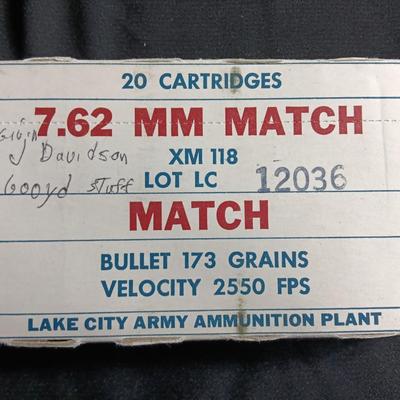 20 CARTRIDGES
7.62 MM MATCH
J Davidson
XM 118
Gooyd stuff
LOT LC 12036
MATCH
BULLET 173 GRAINS
VELOCITY 2550 FPS
LAKE CITY ARMY AMMUNITION PLANT